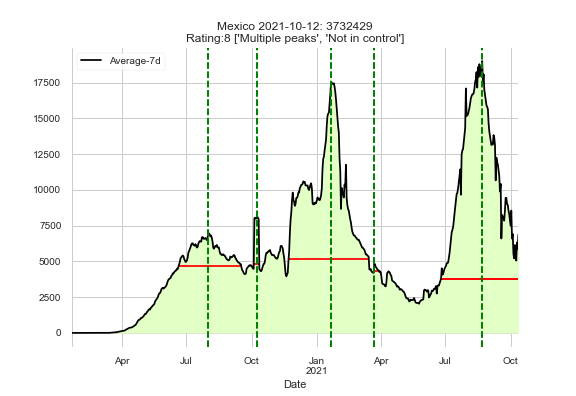 Mexico 2021-10-12: 3732429
Rating:8 ['Multiple peaks', 'Not in control']
Average-7d
17500
15000
12500
10000
7500
5000
2500
0
Apr Jul Oct Jan Apr Jul Oct
2021
Date